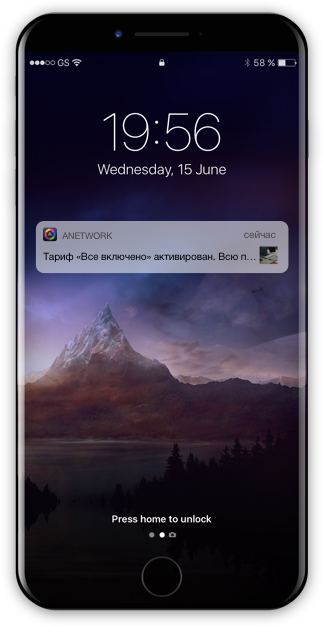 GS 58 %
19:56
Wednesday, 15 June
ANETWORK сейчас
Тариф «Все включено» активирован. Всю п...
Press home to unlock